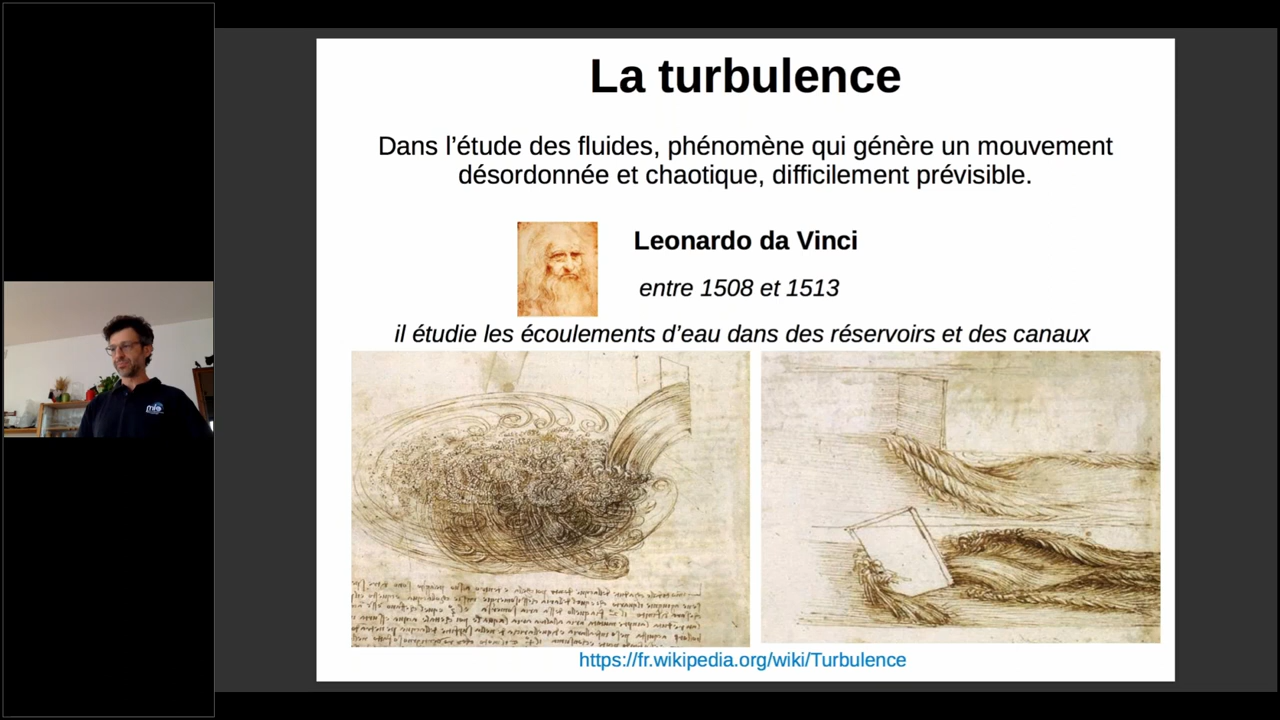 La turbulence
Dans l’étude des fluides, phénomène qui génère un mouvement
désordonnée et chaotique, difficilement prévisible.
Leonardo da Vinci
entre 1508 et 1513
il étudie les écoulements d’eau dans des réservoirs et des canaux
https://fr.wikipedia.org/wiki/Turbulence